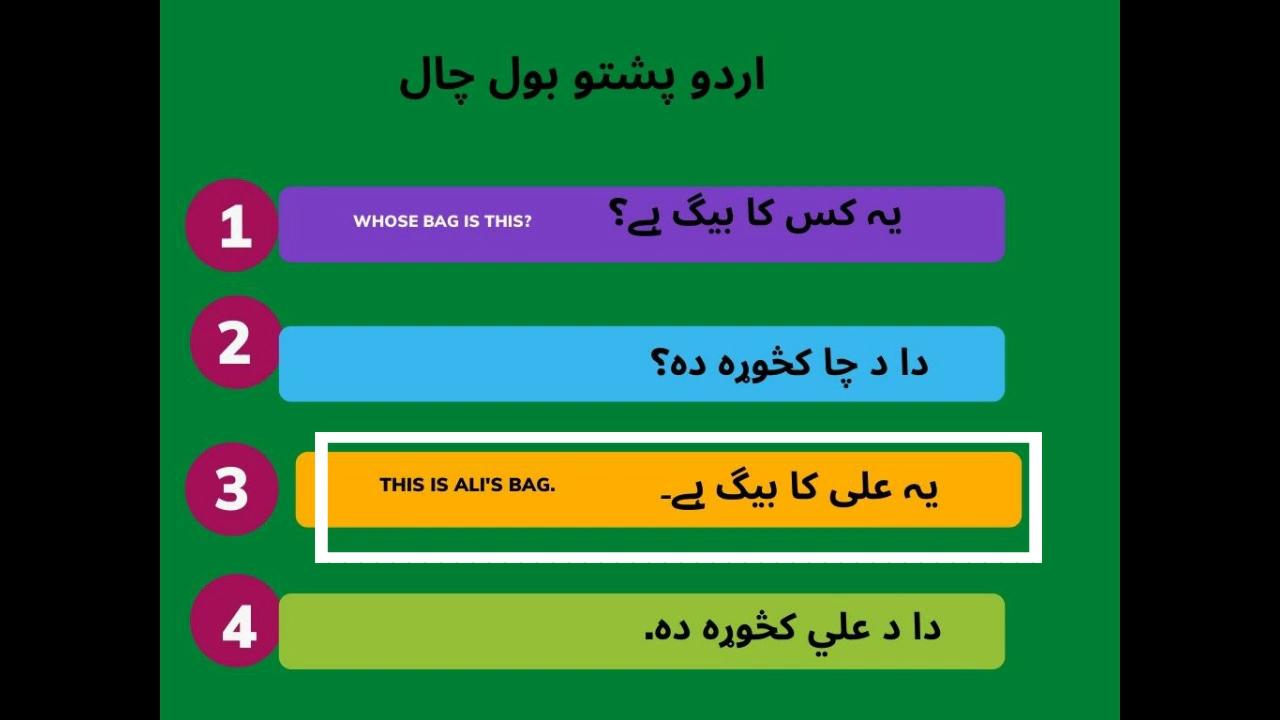 اردو پشتو بول چال
1 WHOSE BAG IS THIS? یہ کس کا بیگ ہے؟
2 دا د چا کڅوړه ده؟
3 THIS IS ALI'S BAG. یہ علی کا بیگ ہے۔
4 دا د علي کڅوړه ده.